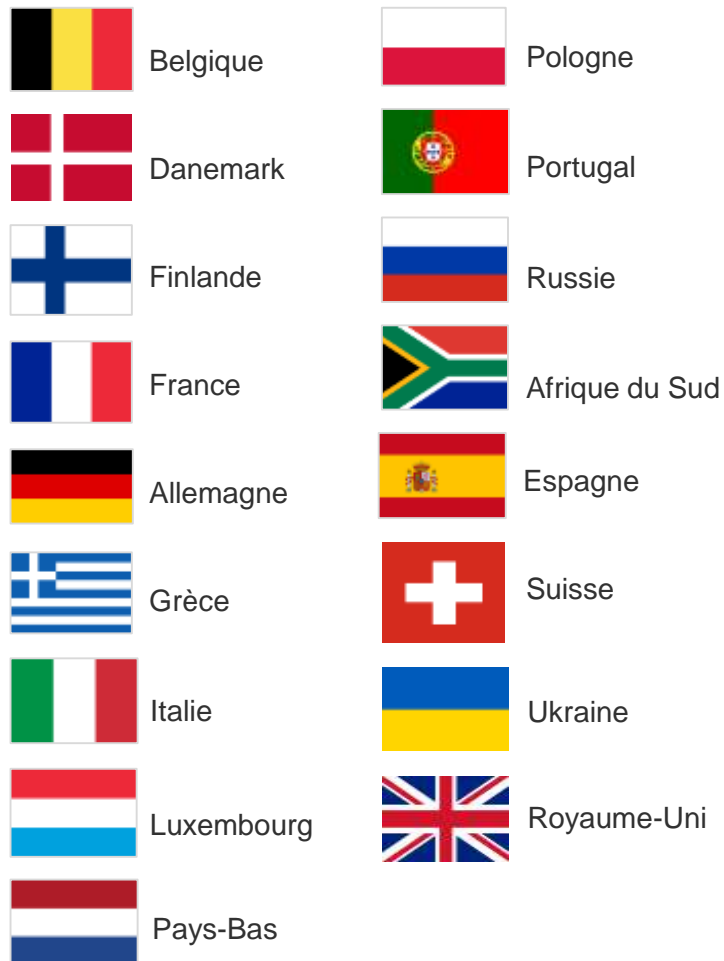 Belgique
Danemark
Finlande
France
Allemagne
Grèce
Italie
Luxembourg
Pays-Bas
Pologne
Portugal
Russie
Afrique du Sud
Espagne
Suisse
Ukraine
Royaume-Uni